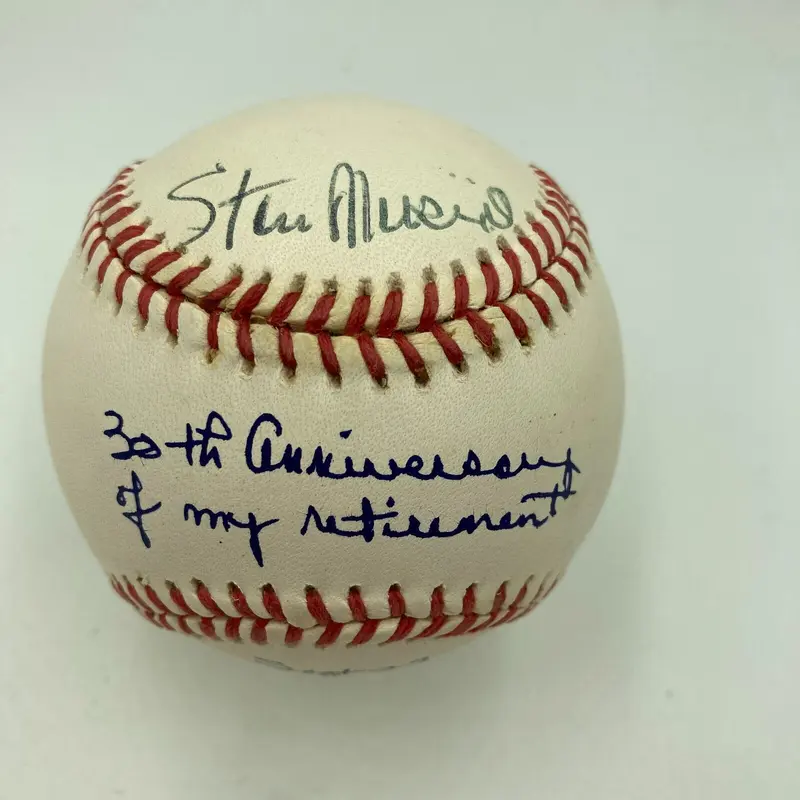 Stan Musial
30th Anniversary
of my retirement